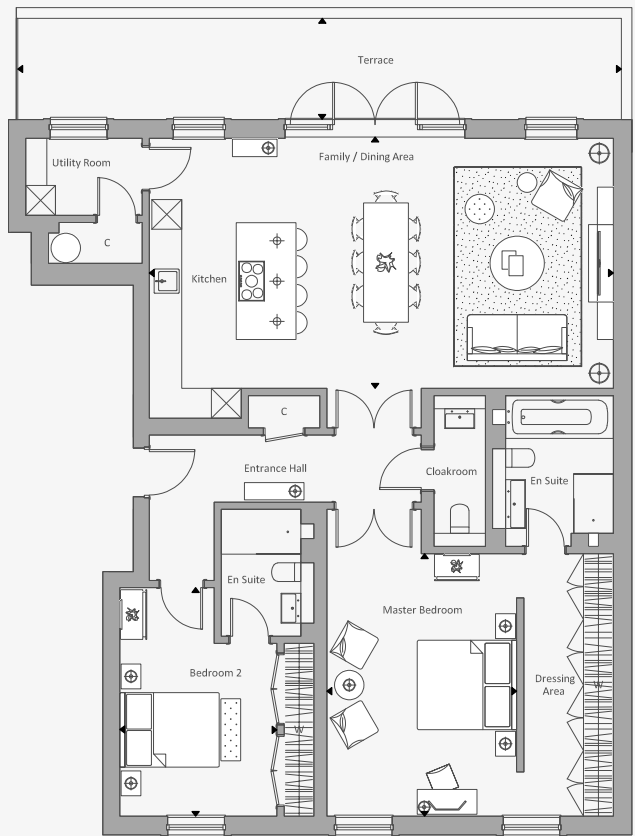 Terrace
Family / Dining Area
Utility Room
C
Kitchen
C
Entrance Hall
Cloakroom
En Suite
En Suite
Master Bedroom
Bedroom 2
Dressing
Area
W
W